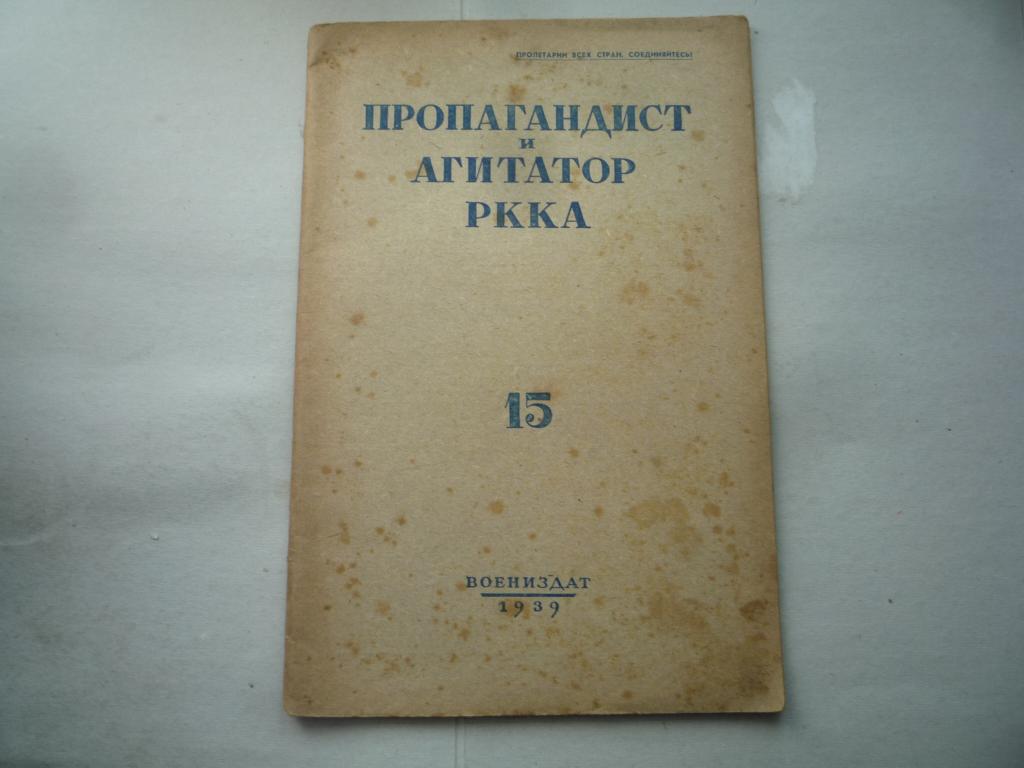 ПРОЛЕТАРИИ ВСЕХ СТРАН, СОЕДИНЯЙТЕСЬ!
ПРОПАГАНДИСТ
И
АГИТАТОР
РККА
15
ВОЕНИЗДАТ
1939